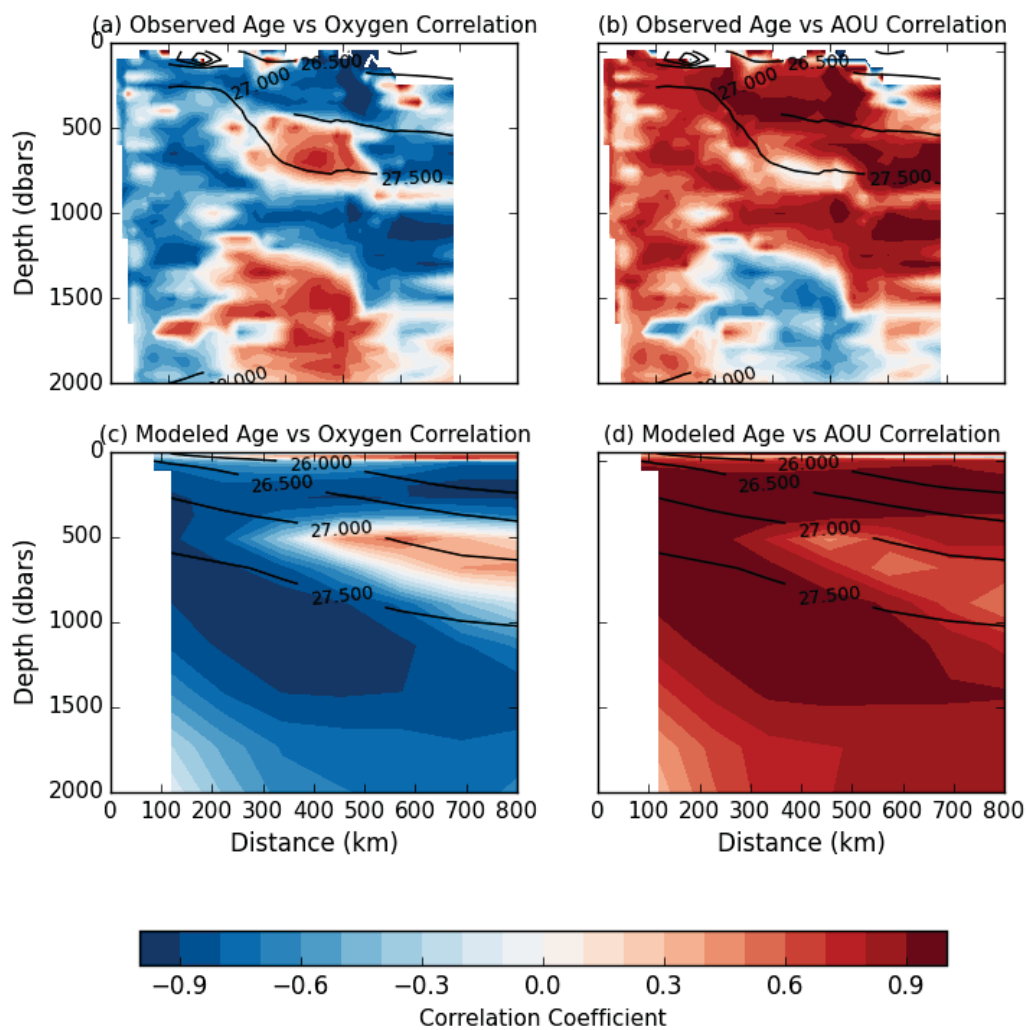 (a) Observed Age vs Oxygen Correlation
(b) Observed Age vs AOU Correlation
0
500
1000
1500
2000
Depth (dbars)
26.500
27.000
27.500
26.500
27.000
27.500
(c) Modeled Age vs Oxygen Correlation
(d) Modeled Age vs AOU Correlation
0
500
1000
1500
2000
Depth (dbars)
26.000
26.500
27.000
27.500
26.000
26.500
27.000
27.500
0 100 200 300 400 500 600 700 800
0 100 200 300 400 500 600 700 800
Distance (km)
Distance (km)
−0.9 −0.6 −0.3 0.0 0.3 0.6 0.9
Correlation Coefficient